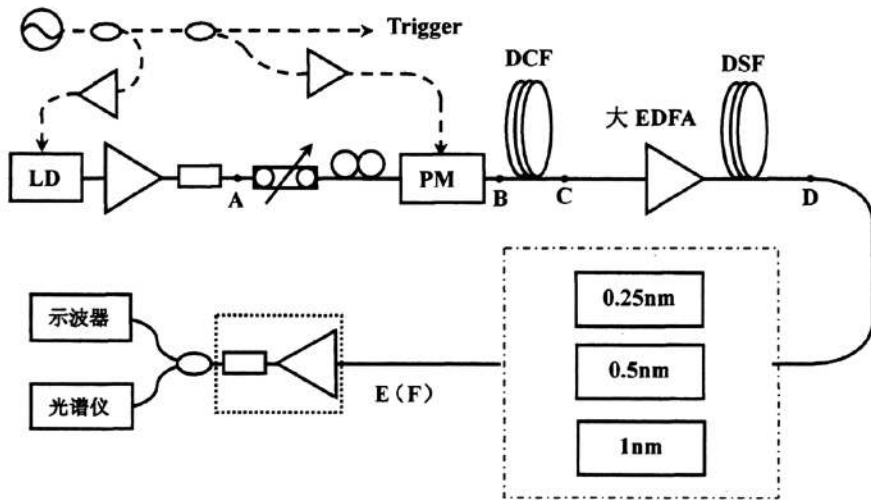 Trigger
DCF
DSF
大 EDFA
LD
A
PM
B
C
D
0.25nm
示波器
0.5nm
E（F）
光谱仪
1nm